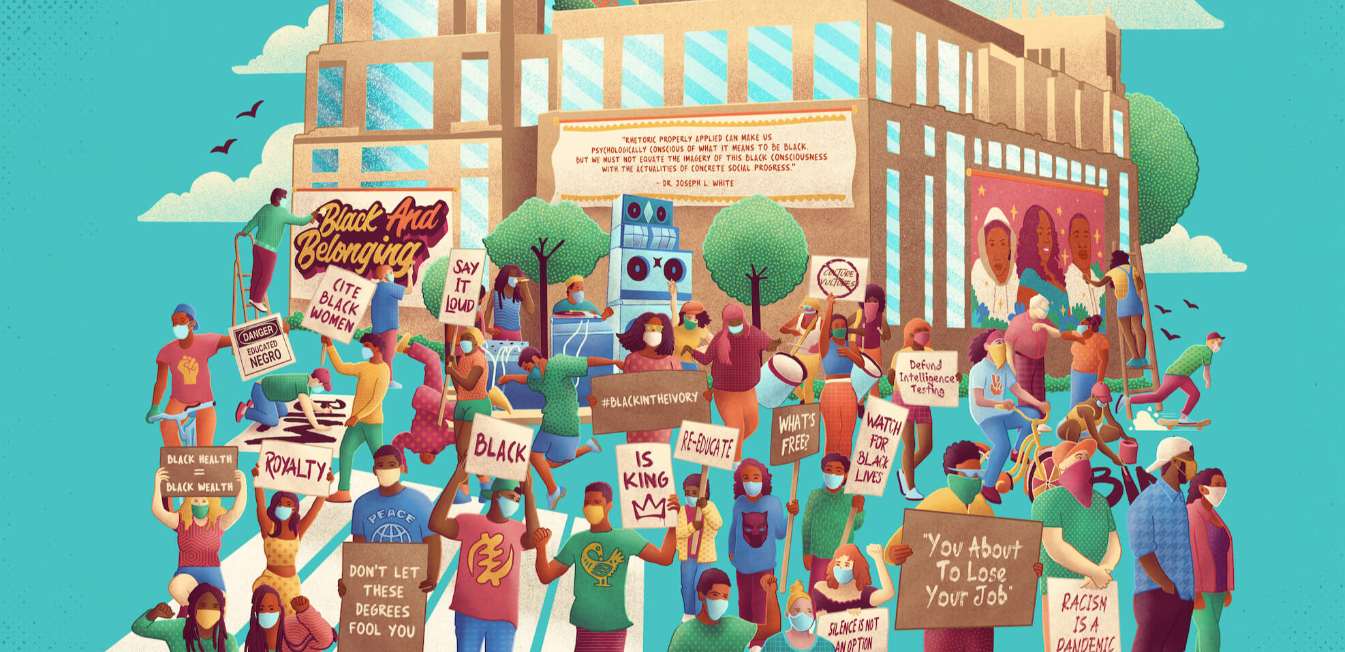 "RHETORIC PROPERLY APPLIED CAN MAKE US
PSYCHOLOGICALLY CONSCIOUS OF WHAT IT MEANS TO BE BLACK.
BUT WE MUST NOT EQUATE THE IMAGERY OF THIS BLACK CONSCIOUSNESS
WITH THE ACTUALITIES OF CONCRETE SOCIAL PROGRESS."
- DR. JOSEPH L. WHITE
Black And
Belonging
SAY
IT
LOUD
CULTURE
VULTURES
CITE
BLACK
WOMEN
DANGER
EDUCATED
NEGRO
Defund
Intelligence
Testing
#BLACKINTHEIVORY
WHAT'S
FREE?
WATCH
FOR
BLACK
LIVES
RE-EDUCATE
BLACK
IS
KING
BLACK HEALTH
=
BLACK WEALTH
ROYALTY
PEACE
DON'T LET
THESE
DEGREES
FOOL YOU
"You About
To Lose
Your Job"
SILENCE IS NOT
AN OPTION
RACISM
IS A
PANDEMIC